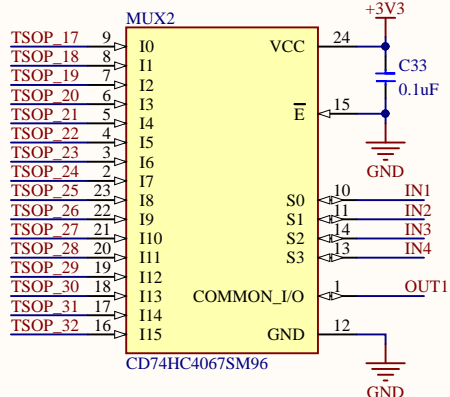 MUX2
+3V3
TSOP_17 9 I0 VCC 24
TSOP_18 8 I1
TSOP_19 7 I2
TSOP_20 6 I3
TSOP_21 5 I4
TSOP_22 4 I5
TSOP_23 3 I6
TSOP_24 2 I7
TSOP_25 23 I8
TSOP_26 22 I9
TSOP_27 21 I10
TSOP_28 20 I11
TSOP_29 19 I12
TSOP_30 18 I13
TSOP_31 17 I14
TSOP_32 16 I15
C33
0.1uF
E 15
GND
S0 10 IN1
S1 11 IN2
S2 14 IN3
S3 13 IN4
COMMON_I/O 1 OUT1
GND 12
CD74HC4067SM96
GND